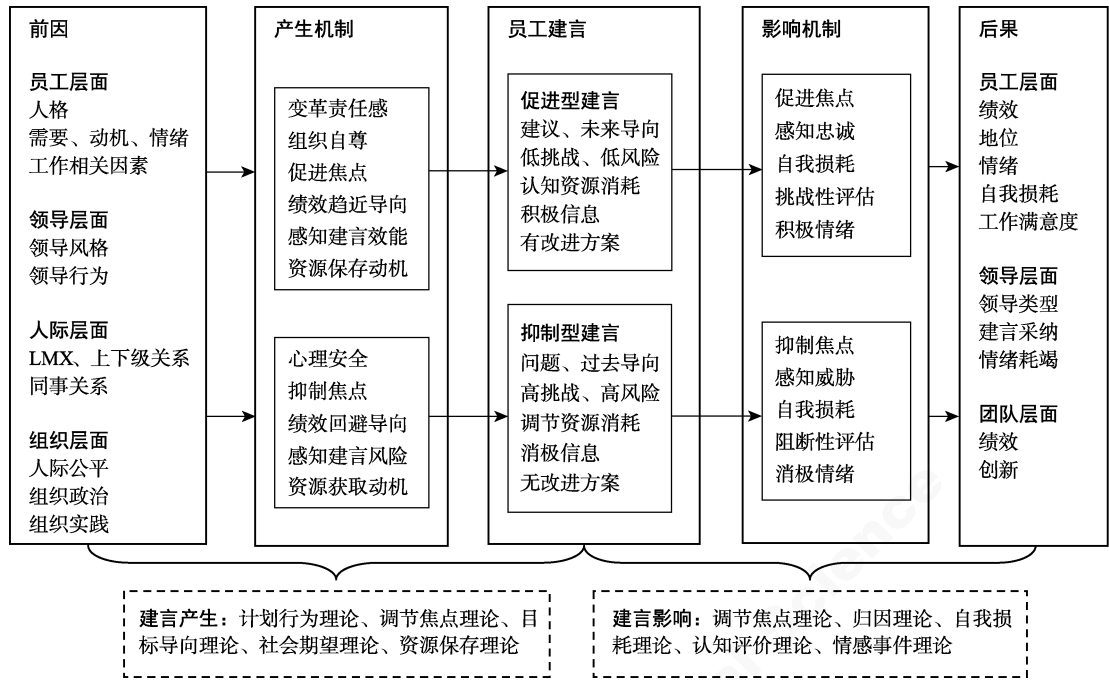 前因
员工层面
人格
需要、动机、情绪
工作相关因素
领导层面
领导风格
领导行为
人际层面
LMX、上下级关系
同事关系
组织层面
人际公平
组织政治
组织实践
产生机制
变革责任感
组织自尊
促进焦点
绩效趋近导向
感知建言效能
资源保存动机
心理安全
抑制焦点
绩效回避导向
感知建言风险
资源获取动机
员工建言
促进型建言
建议、未来导向
低挑战、低风险
认知资源消耗
积极信息
有改进方案
抑制型建言
问题、过去导向
高挑战、高风险
调节资源消耗
消极信息
无改进方案
影响机制
促进焦点
感知忠诚
自我损耗
挑战性评估
积极情绪
抑制焦点
感知威胁
自我损耗
阻断性评估
消极情绪
后果
员工层面
绩效
地位
情绪
自我损耗
工作满意度
领导层面
领导类型
建言采纳
情绪耗竭
团队层面
绩效
创新
建言产生：计划行为理论、调节焦点理论、目
标导向理论、社会期望理论、资源保存理论
建言影响：调节焦点理论、归因理论、自我损
耗理论、认知评价理论、情感事件理论